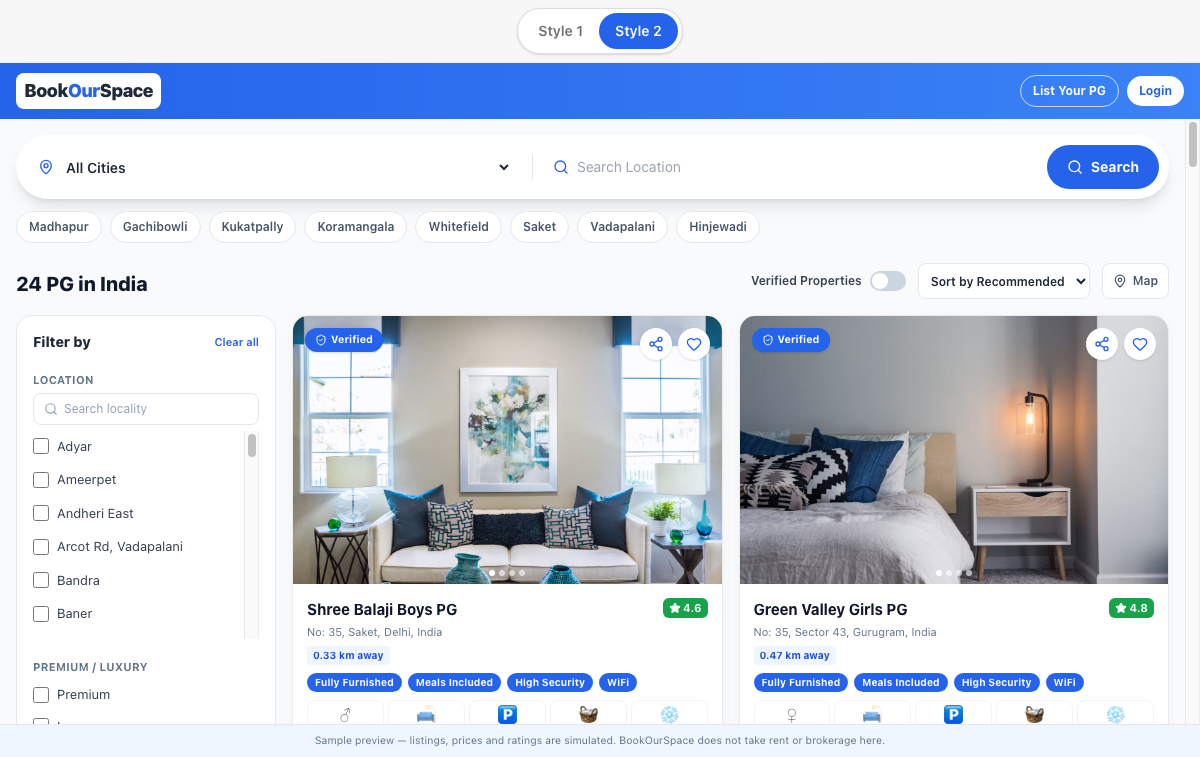 Style 1 Style 2
BookOurSpace List Your PG Login
All Cities Search Location Search
Madhapur Gachibowli Kukatpally Koramangala Whitefield Saket Vadapalani Hinjewadi
24 PG in India Verified Properties Sort by Recommended Map
Filter by Clear all
LOCATION
Search locality
Adyar
Ameerpet
Andheri East
Arcot Rd, Vadapalani
Bandra
Baner
PREMIUM / LUXURY
Premium
Verified
Shree Balaji Boys PG 4.6
No: 35, Saket, Delhi, India
0.33 km away
Fully Furnished Meals Included High Security WiFi
P
Verified
Green Valley Girls PG 4.8
No: 35, Sector 43, Gurugram, India
0.47 km away
Fully Furnished Meals Included High Security WiFi
P
Sample preview — listings, prices and ratings are simulated. BookOurSpace does not take rent or brokerage here.